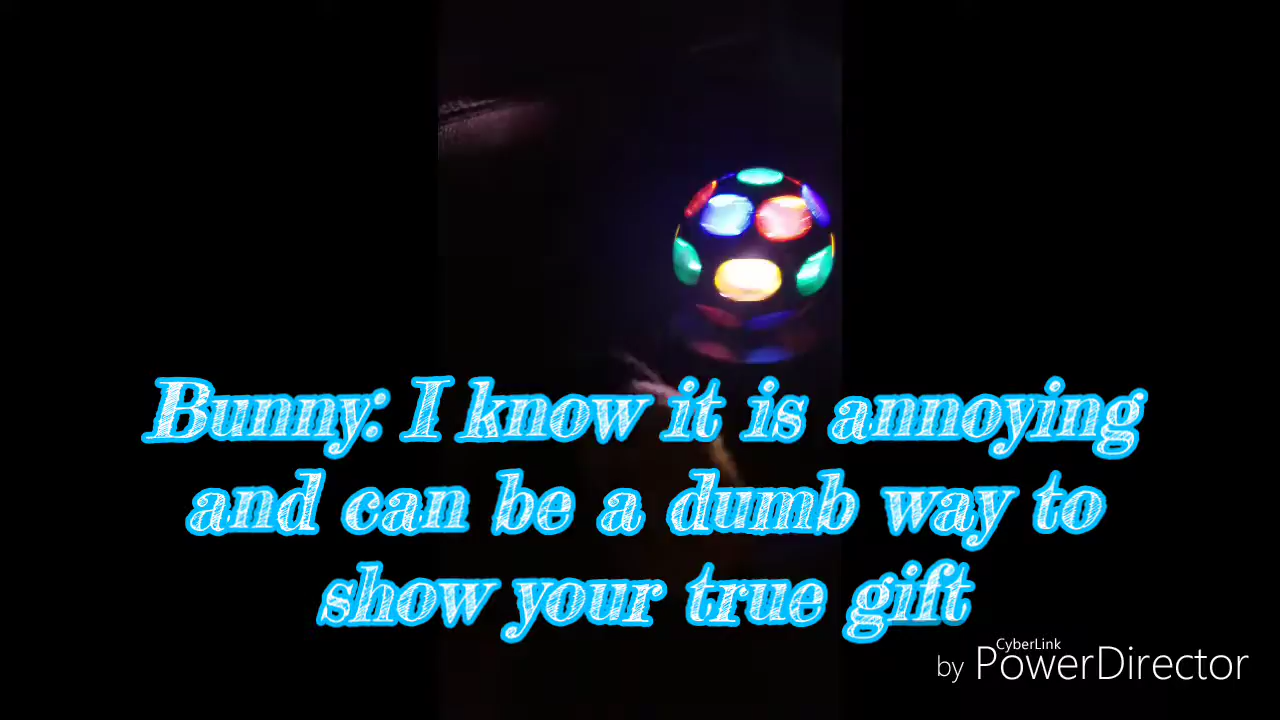 Bunny: I know it is annoying
and can be a dumb way to
show your true gift
CyberLink
by PowerDirector